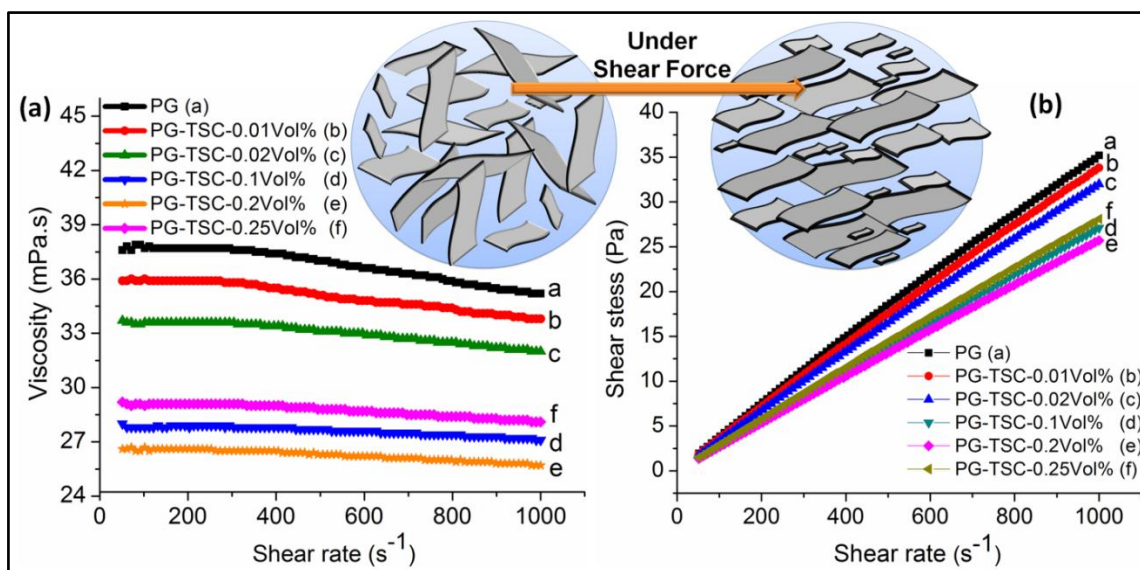 Under
Shear Force
(a)
PG (a)
PG-TSC-0.01Vol% (b)
PG-TSC-0.02Vol% (c)
PG-TSC-0.1Vol% (d)
PG-TSC-0.2Vol% (e)
PG-TSC-0.25Vol% (f)
45
42
39
36
33
30
27
24
Viscosity (mPa.s)
a
b
c
f
d
e
0 200 400 600 800 1000
Shear rate (s⁻¹)
(b)
40
35
30
25
20
15
10
5
0
Shear stess (Pa)
a
b
c
f
d
e
PG (a)
PG-TSC-0.01Vol% (b)
PG-TSC-0.02Vol% (c)
PG-TSC-0.1Vol% (d)
PG-TSC-0.2Vol% (e)
PG-TSC-0.25Vol% (f)
0 200 400 600 800 1000
Shear rate (s⁻¹)